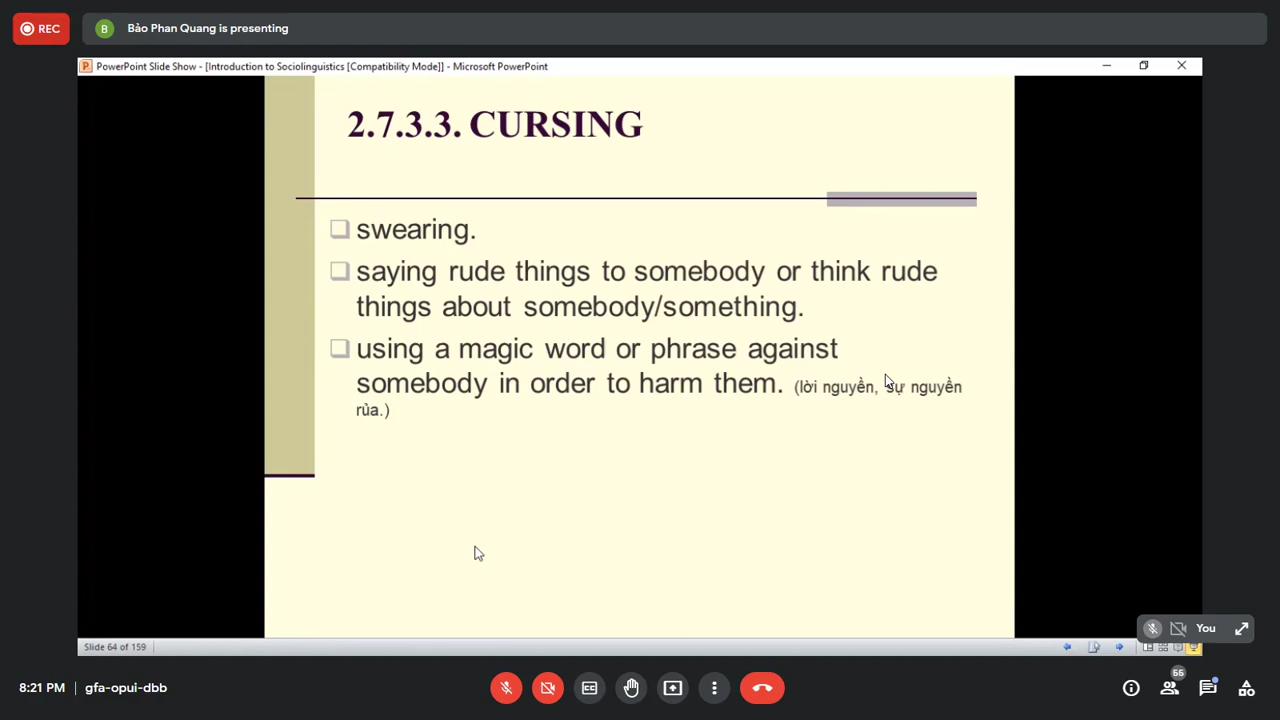 REC
B
Bảo Phan Quang is presenting
P PowerPoint Slide Show - [Introduction to Sociolinguistics [Compatibility Mode]] - Microsoft PowerPoint
2.7.3.3. CURSING
swearing.
saying rude things to somebody or think rude
things about somebody/something.
using a magic word or phrase against
somebody in order to harm them. (lời nguyền, sự nguyền
rủa.)
You
Slide 64 of 159
8:21 PM
gfa-opui-dbb
CC
55